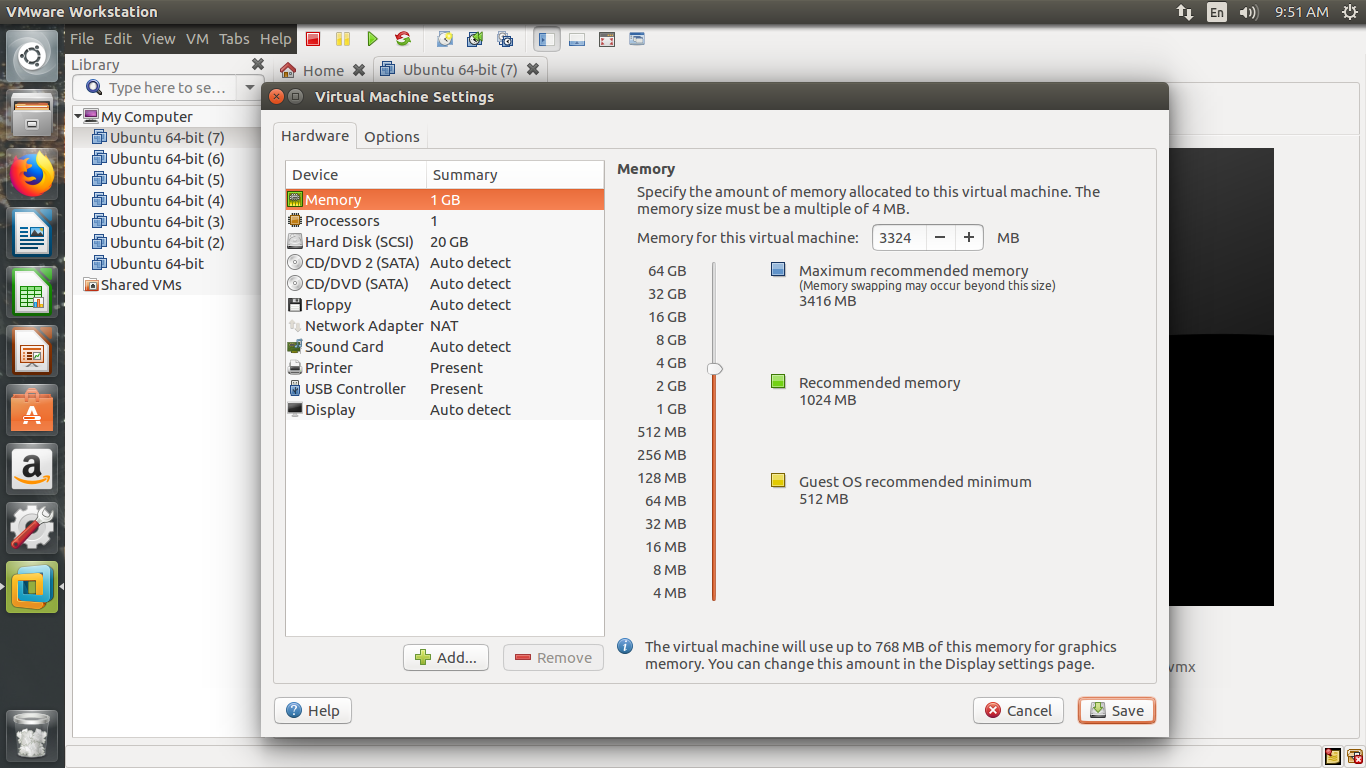 VMware Workstation
En
9:51 AM
File Edit View VM Tabs Help
Library
Home
Ubuntu 64-bit (7)
Type here to se...
My Computer
Ubuntu 64-bit (7)
Ubuntu 64-bit (6)
Ubuntu 64-bit (5)
Ubuntu 64-bit (4)
Ubuntu 64-bit (3)
Ubuntu 64-bit (2)
Ubuntu 64-bit
Shared VMs
Virtual Machine Settings
Hardware Options
Device Summary
Memory 1 GB
Processors 1
Hard Disk (SCSI) 20 GB
CD/DVD 2 (SATA) Auto detect
CD/DVD (SATA) Auto detect
Floppy Auto detect
Network Adapter NAT
Sound Card Auto detect
Printer Present
USB Controller Present
Display Auto detect
Add...
Remove
Memory
Specify the amount of memory allocated to this virtual machine. The
memory size must be a multiple of 4 MB.
Memory for this virtual machine: 3324 − + MB
64 GB
32 GB
16 GB
8 GB
4 GB
2 GB
1 GB
512 MB
256 MB
128 MB
64 MB
32 MB
16 MB
8 MB
4 MB
Maximum recommended memory
(Memory swapping may occur beyond this size)
3416 MB
Recommended memory
1024 MB
Guest OS recommended minimum
512 MB
The virtual machine will use up to 768 MB of this memory for graphics
memory. You can change this amount in the Display settings page.
Help
Cancel
Save
vmx